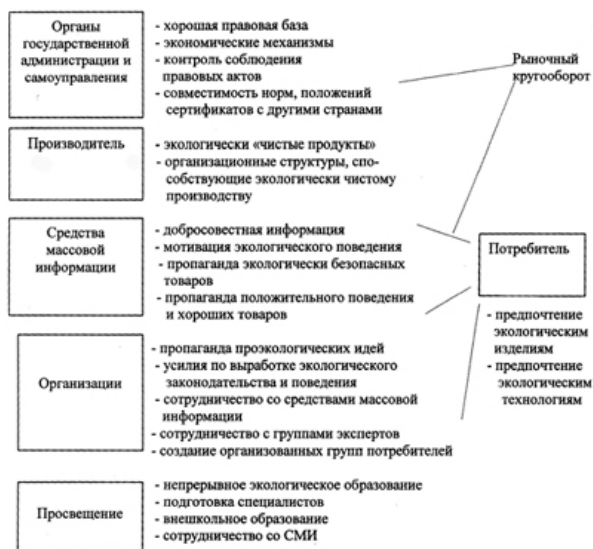 Органы
государственной
администрации и
самоуправления
- хорошая правовая база
- экономические механизмы
- контроль соблюдения
правовых актов
- совместимость норм, положений
сертификатов с другими странами
Рыночный
кругооборот
Производитель
- экологически «чистые продукты»
- организационные структуры, спо-
собствующие экологически чистому
производству
Средства
массовой
информации
- добросовестная информация
- мотивация экологического поведения
- пропаганда экологически безопасных
товаров
- пропаганда положительного поведения
и хороших товаров
Потребитель
- предпочтение
экологическим
изделиям
- предпочтение
экологическим
технологиям
Организации
- пропаганда проэкологических идей
- усилия по выработке экологического
законодательства и поведения
- сотрудничество со средствами массовой
информации
- сотрудничество с группами экспертов
- создание организованных групп потребителей
Просвещение
- непрерывное экологическое образование
- подготовка специалистов
- внешкольное образование
- сотрудничество со СМИ